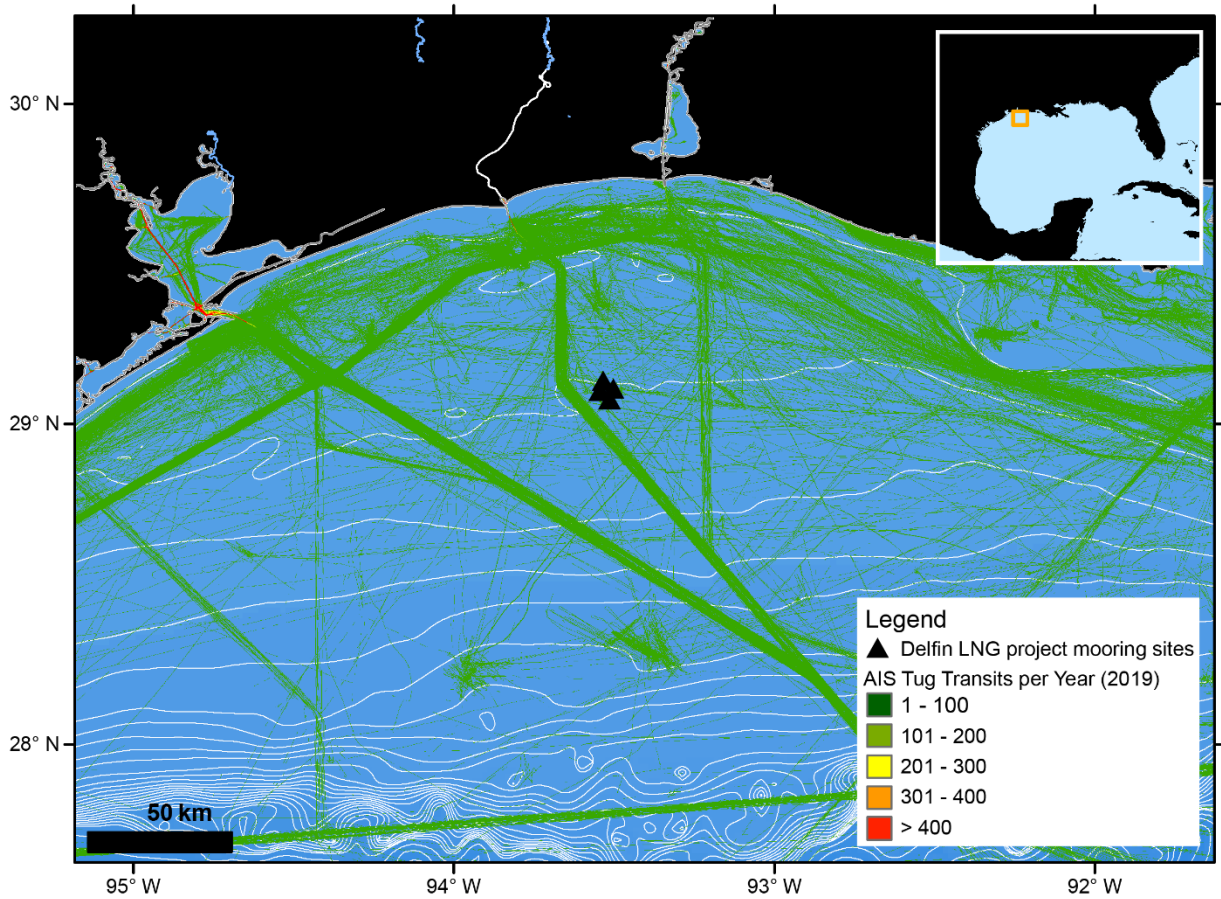 30° N
29° N
28° N
50 km
Legend
Delfin LNG project mooring sites
AIS Tug Transits per Year (2019)
1 - 100
101 - 200
201 - 300
301 - 400
> 400
95° W
94° W
93° W
92° W